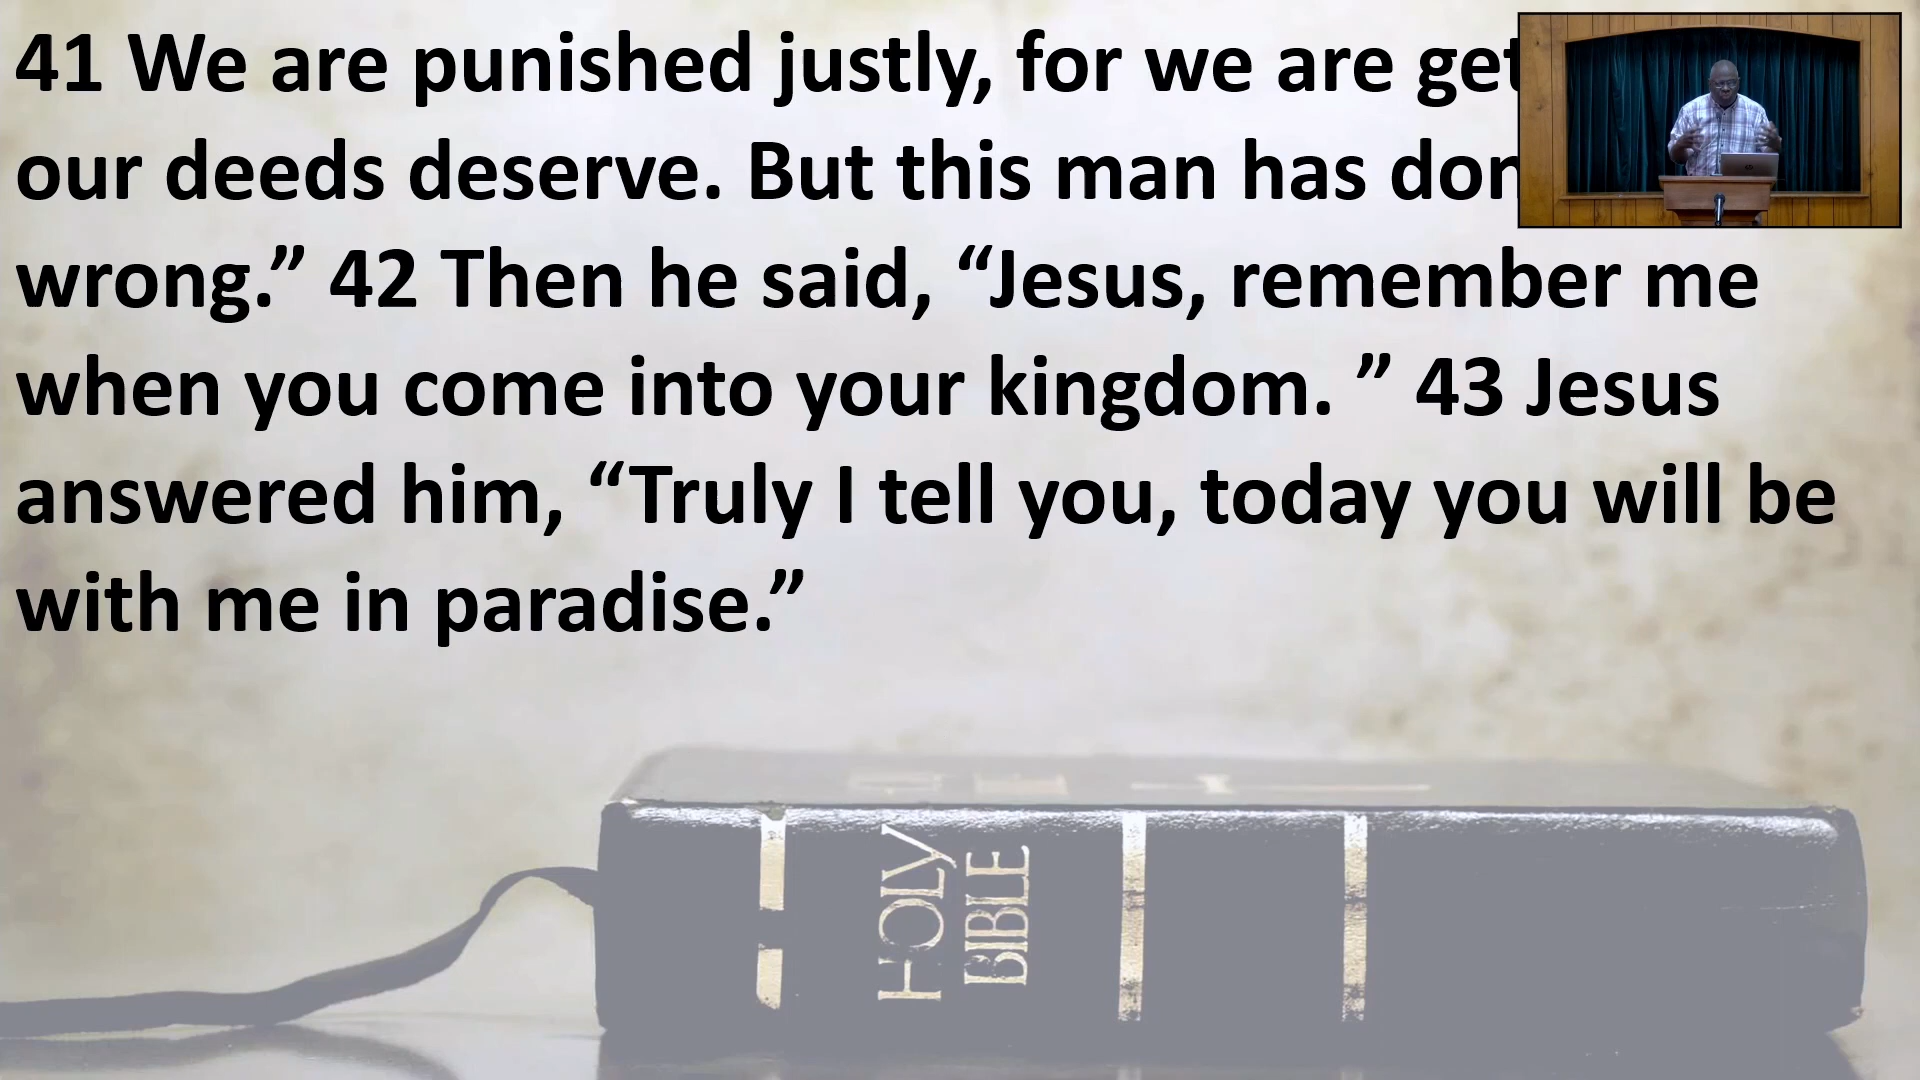 41 We are punished justly, for we are get
our deeds deserve. But this man has don
wrong.” 42 Then he said, “Jesus, remember me
when you come into your kingdom. ” 43 Jesus
answered him, “Truly I tell you, today you will be
with me in paradise.”
HOLY
BIBLE